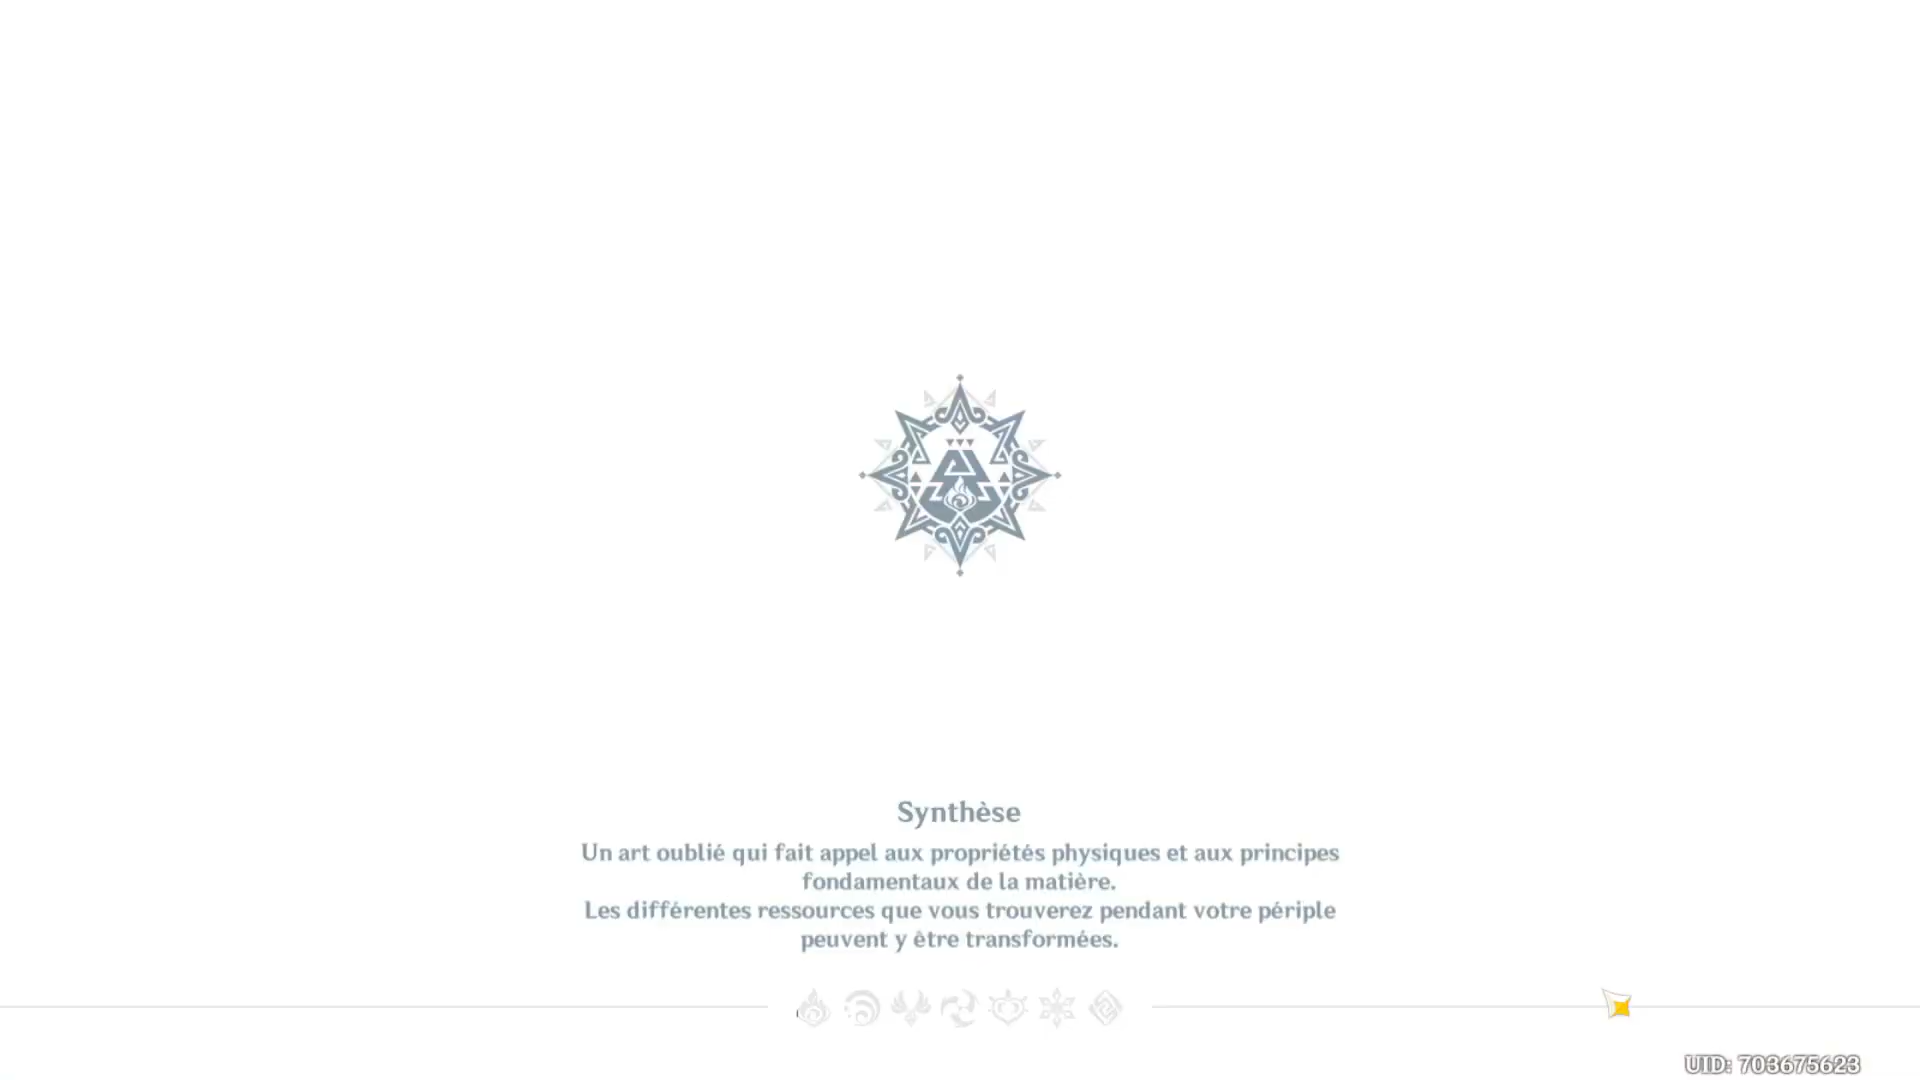 Synthèse
Un art oublié qui fait appel aux propriétés physiques et aux principes
fondamentaux de la matière.
Les différentes ressources que vous trouverez pendant votre périple
peuvent y être transformées.
UID: 703675623